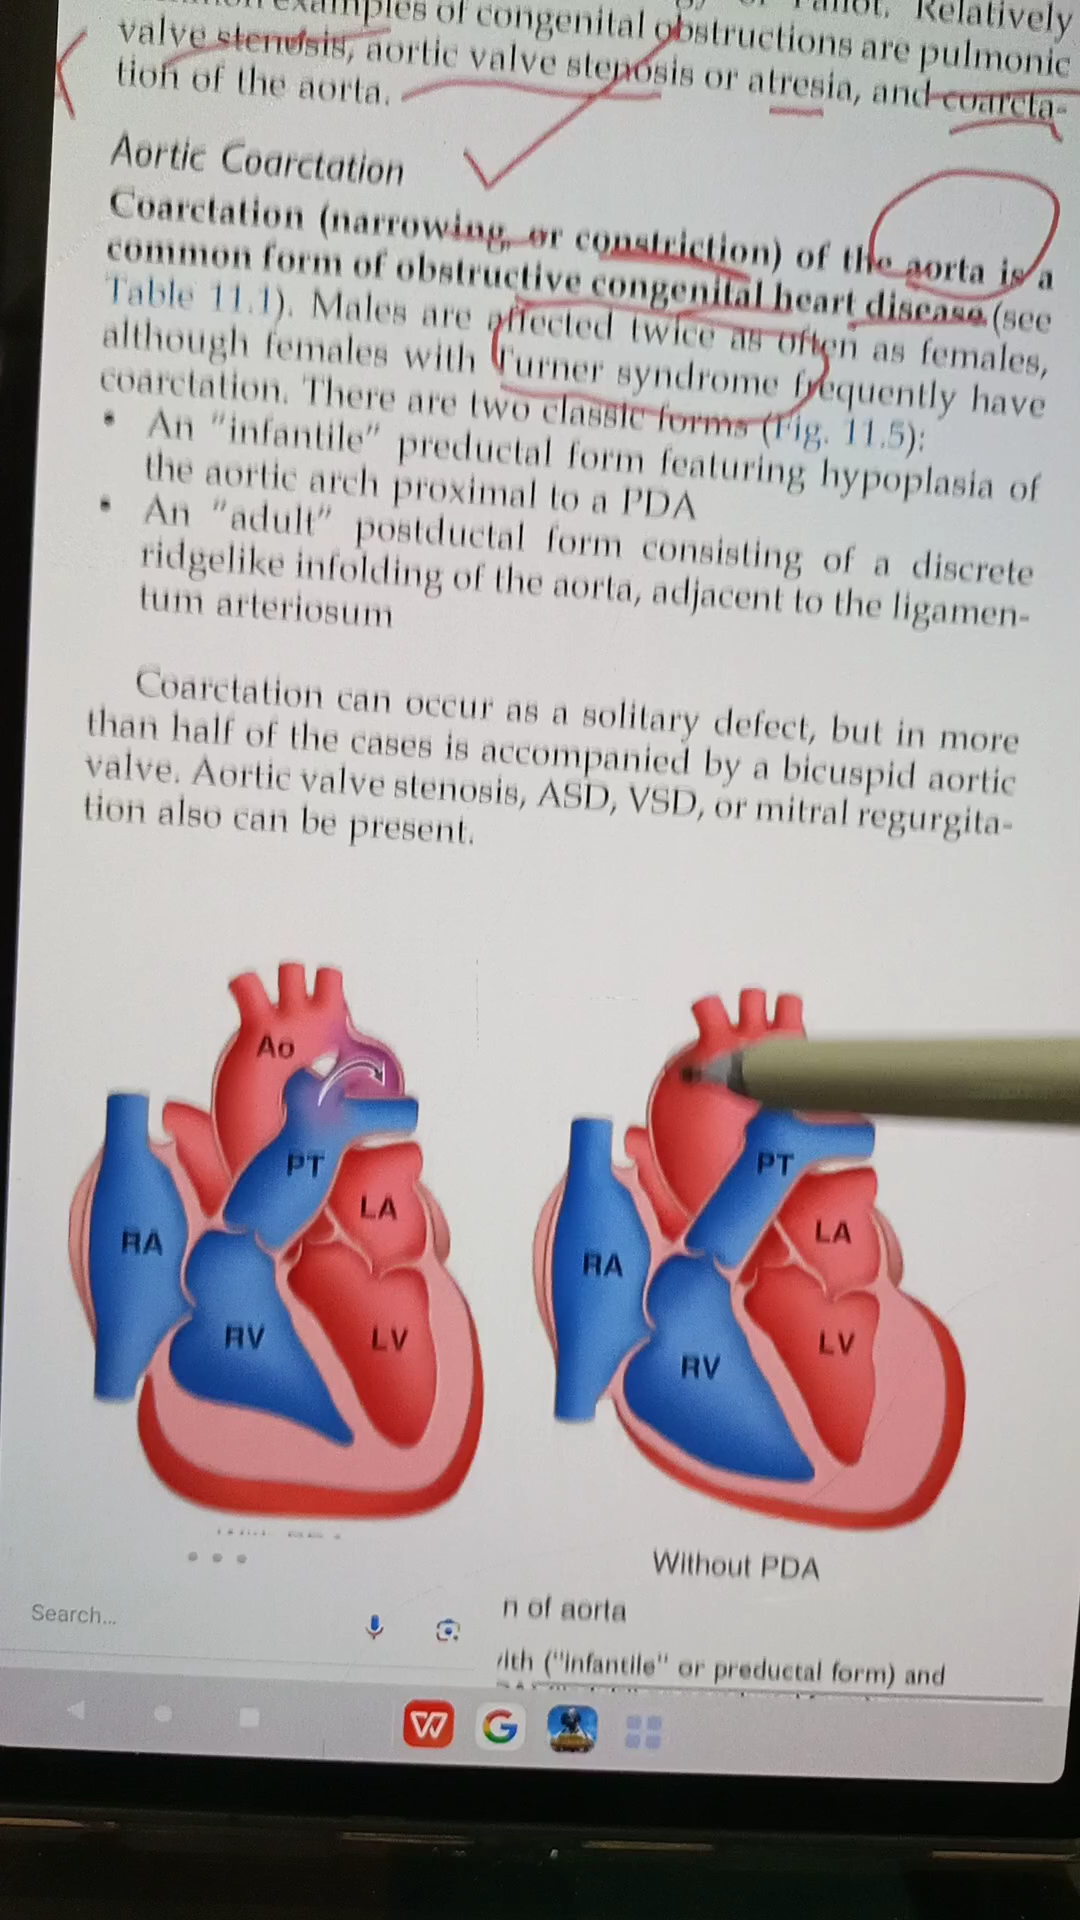 examples of congenital obstructions are pulmonic
valve stenosis, aortic valve stenosis or atresia, and coarcta-
tion of the aorta.
Aortic Coarctation
Coarctation (narrowing, or constriction) of the aorta is a
common form of obstructive congenital heart disease (see
Table 11.1). Males are affected twice as often as females,
although females with Turner syndrome frequently have
coarctation. There are two classic forms (Fig. 11.5):
• An "infantile" preductal form featuring hypoplasia of
the aortic arch proximal to a PDA
• An "adult" postductal form consisting of a discrete
ridgelike infolding of the aorta, adjacent to the ligamen-
tum arteriosum
Coarctation can occur as a solitary defect, but in more
than half of the cases is accompanied by a bicuspid aortic
valve. Aortic valve stenosis, ASD, VSD, or mitral regurgita-
tion also can be present.
Ao
PT
LA
RA
RV
LV
PT
LA
RA
RV
LV
Without PDA
n of aorta
Search...
ith ("infantile" or preductal form) and